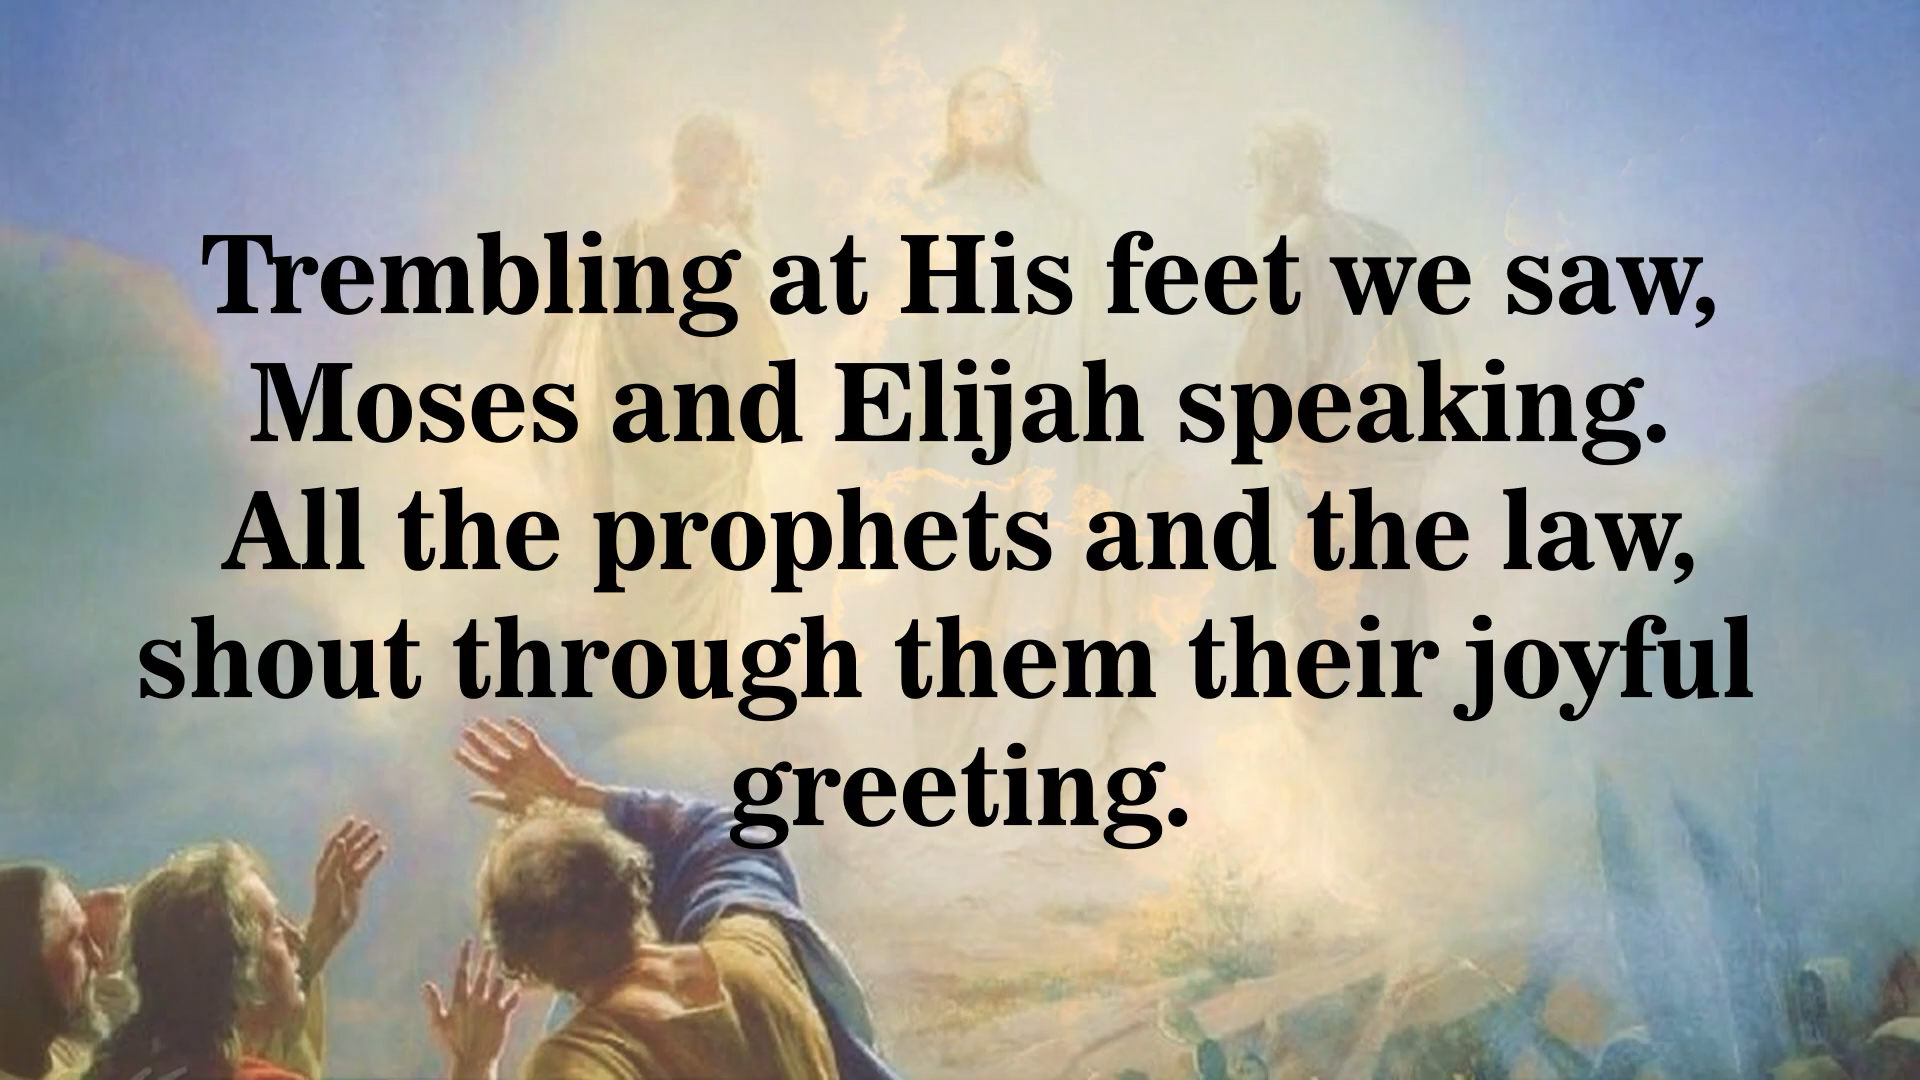 Trembling at His feet we saw,
Moses and Elijah speaking.
All the prophets and the law,
shout through them their joyful
greeting.